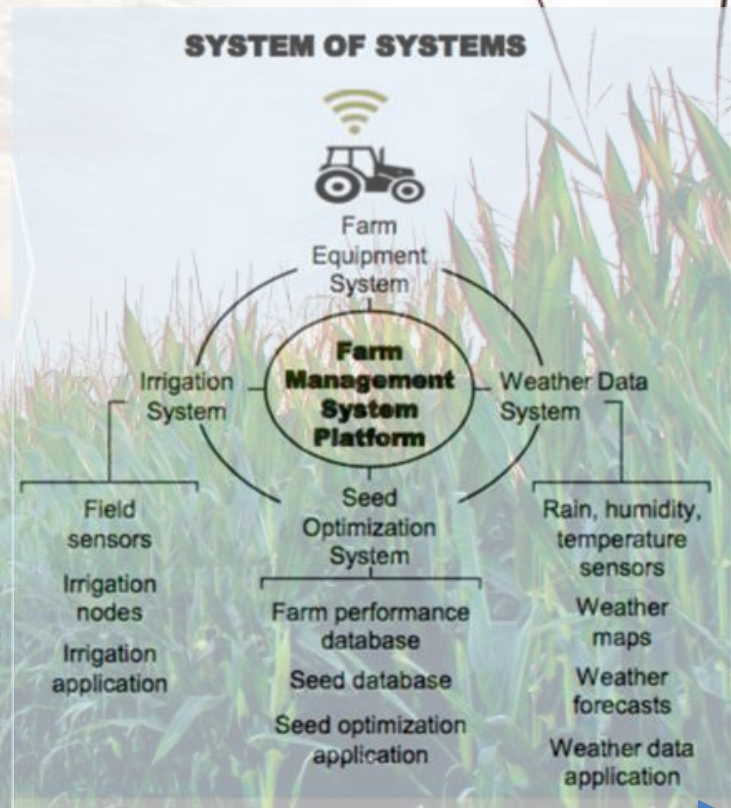 SYSTEM OF SYSTEMS
Farm
Equipment
System
Farm
Management
System
Platform
Irrigation
System
Weather Data
System
Seed
Optimization
System
Field
sensors
Irrigation
nodes
Irrigation
application
Farm performance
database
Seed database
Seed optimization
application
Rain, humidity,
temperature
sensors
Weather
maps
Weather
forecasts
Weather data
application